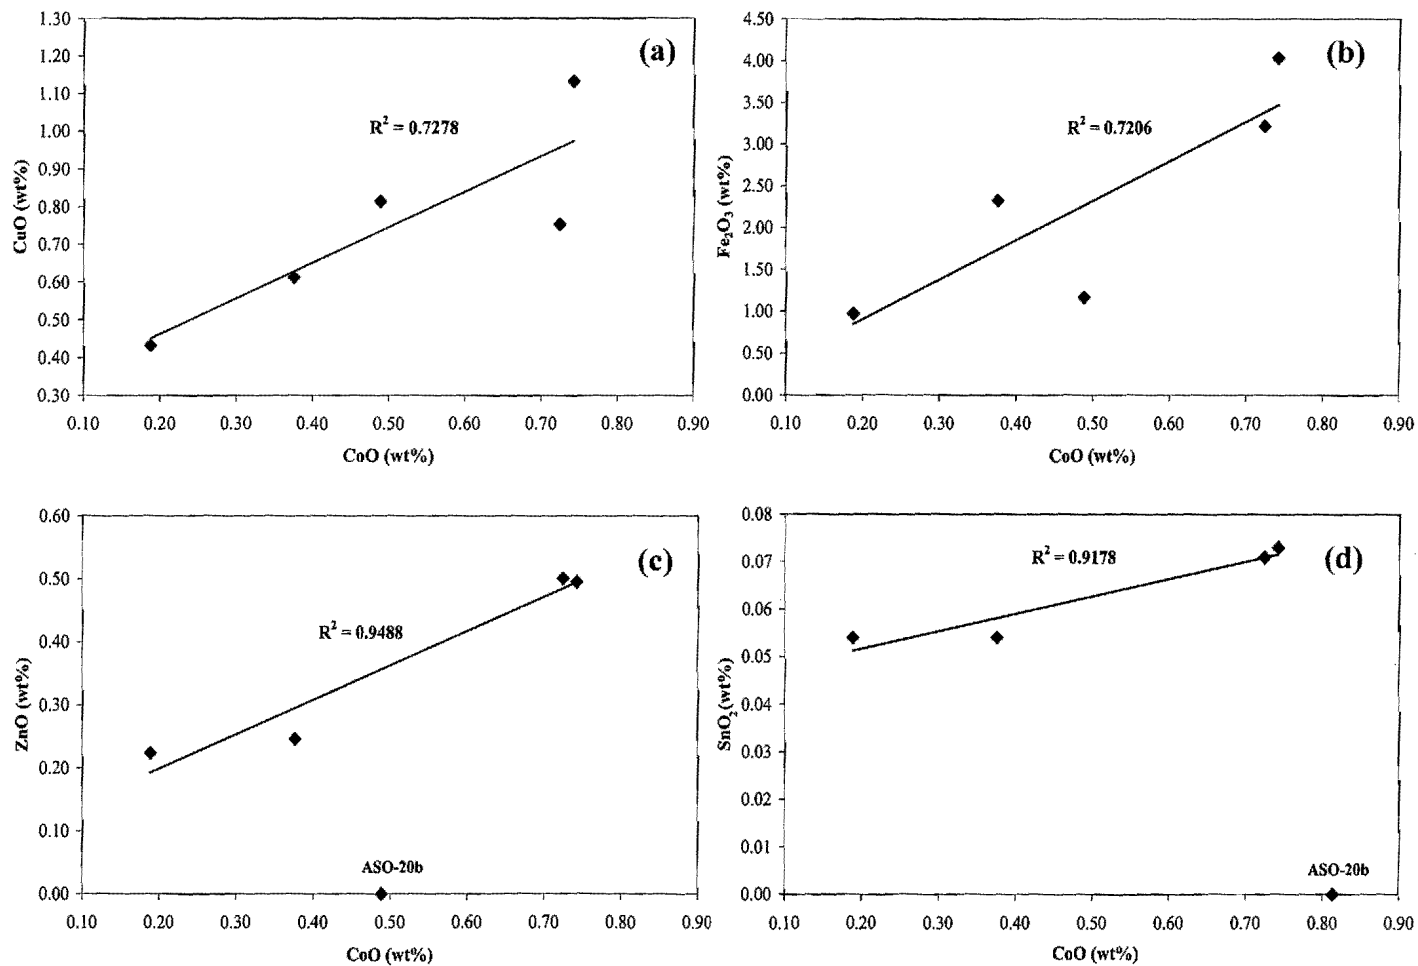 (a)
R² = 0.7278
CuO (wt%)
1.30
1.20
1.10
1.00
0.90
0.80
0.70
0.60
0.50
0.40
0.30
0.10 0.20 0.30 0.40 0.50 0.60 0.70 0.80 0.90
CoO (wt%)
(b)
R² = 0.7206
Fe₂O₃ (wt%)
4.50
4.00
3.50
3.00
2.50
2.00
1.50
1.00
0.50
0.00
0.10 0.20 0.30 0.40 0.50 0.60 0.70 0.80 0.90
CoO (wt%)
(c)
R² = 0.9488
ZnO (wt%)
0.60
0.50
0.40
0.30
0.20
0.10
0.00
ASO-20b
0.10 0.20 0.30 0.40 0.50 0.60 0.70 0.80 0.90
CoO (wt%)
(d)
R² = 0.9178
SnO₂(wt%)
0.08
0.07
0.06
0.05
0.04
0.03
0.02
0.01
0.00
ASO-20b
0.10 0.20 0.30 0.40 0.50 0.60 0.70 0.80 0.90
CoO (wt%)